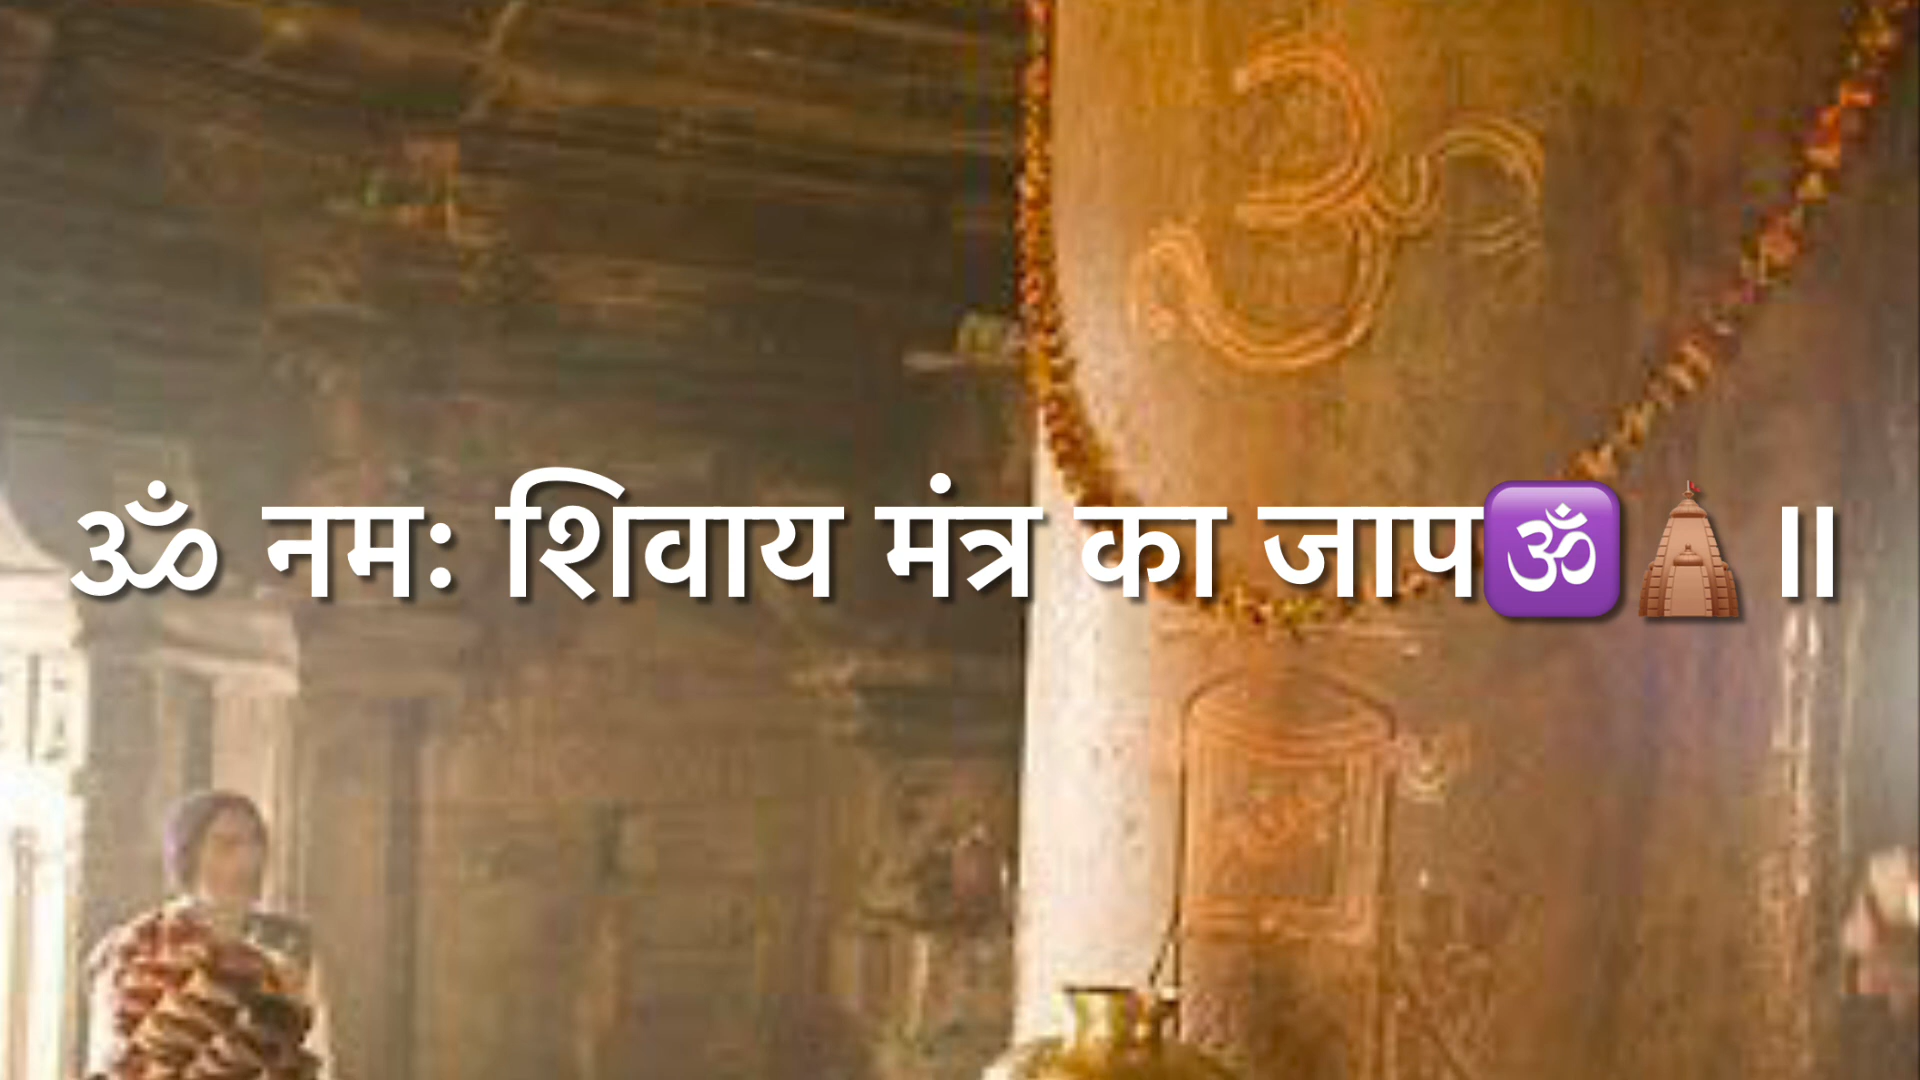 ॐ
ॐ नमः शिवाय मंत्र का जाप🕉️🛕॥